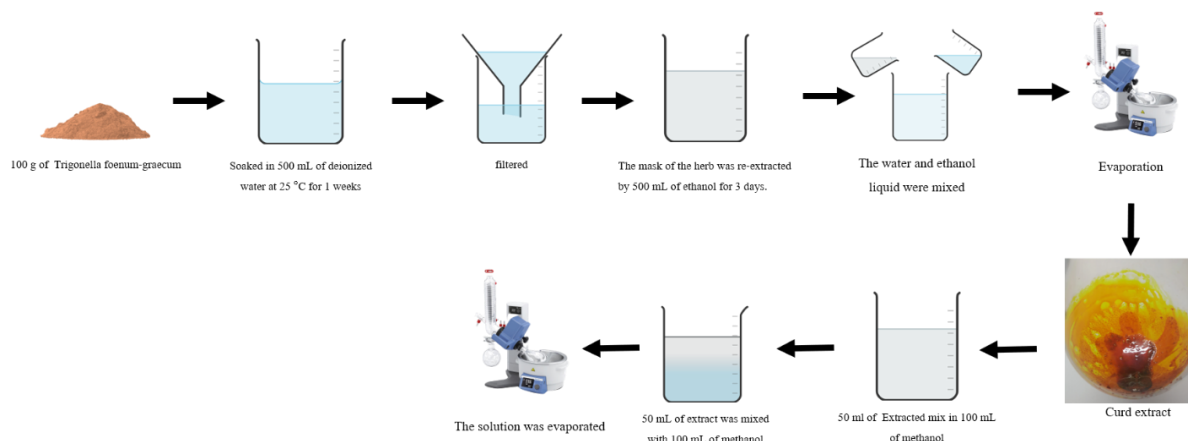 100 g of Trigonella foenum-graecum
Soaked in 500 mL of deionized
water at 25 °C for 1 weeks
filtered
The mask of the herb was re-extracted
by 500 mL of ethanol for 3 days.
The water and ethanol
liquid were mixed
Evaporation
Curd extract
50 ml of Extracted mix in 100 mL
of methanol
50 mL of extract was mixed
with 100 mL of methanol
The solution was evaporated